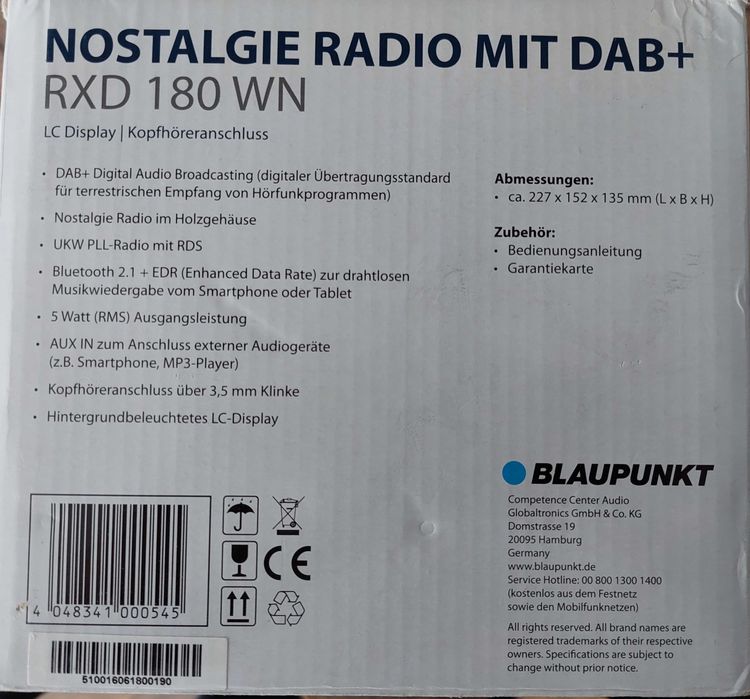 NOSTALGIE RADIO MIT DAB+
RXD 180 WN
LC Display | Kopfhöreranschluss
• DAB+ Digital Audio Broadcasting (digitaler Übertragungsstandard
für terrestrischen Empfang von Hörfunkprogrammen)
• Nostalgie Radio im Holzgehäuse
• UKW PLL-Radio mit RDS
• Bluetooth 2.1 + EDR (Enhanced Data Rate) zur drahtlosen
Musikwiedergabe vom Smartphone oder Tablet
• 5 Watt (RMS) Ausgangsleistung
• AUX IN zum Anschluss externer Audiogeräte
(z.B. Smartphone, MP3-Player)
• Kopfhöreranschluss über 3,5 mm Klinke
• Hintergrundbeleuchtetes LC-Display
Abmessungen:
• ca. 227 x 152 x 135 mm (L x B x H)
Zubehör:
• Bedienungsanleitung
• Garantiekarte
BLAUPUNKT
Competence Center Audio
Globaltronics GmbH & Co. KG
Domstrasse 19
20095 Hamburg
Germany
www.blaupunkt.de
Service Hotline: 00 800 1300 1400
(kostenlos aus dem Festnetz
sowie den Mobilfunknetzen)
All rights reserved. All brand names are
registered trademarks of their respective
owners. Specifications are subject to
change without prior notice.
CE
4 048341 000545
510016061800190